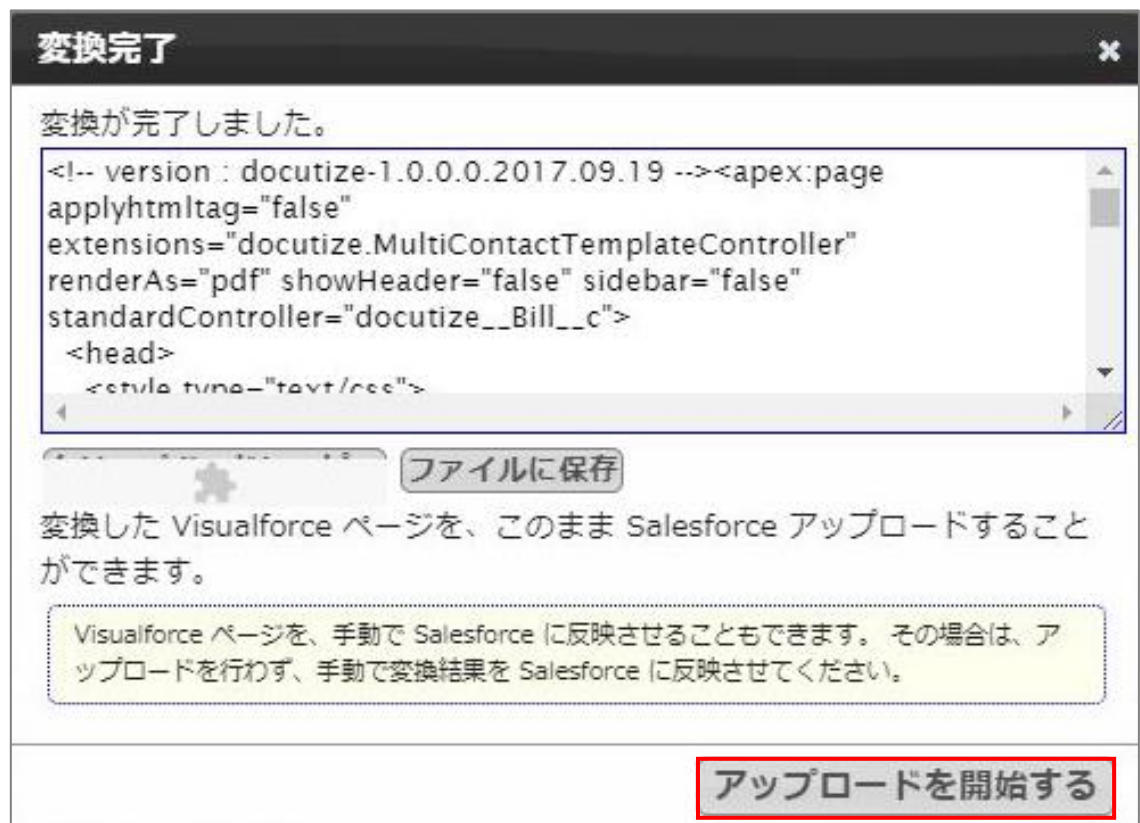 変換完了
変換が完了しました。
<!-- version : docutize-1.0.0.0.2017.09.19 --><apex:page
applyhtmltag="false"
extensions="docutize.MultiContactTemplateController"
renderAs="pdf" showHeader="false" sidebar="false"
standardController="docutize__Bill__c">
<head>
<style type="text/css">
ファイルに保存
変換した Visualforce ページを、このまま Salesforce アップロードすること
ができます。
Visualforce ページを、手動で Salesforce に反映させることもできます。 その場合は、ア
ップロードを行わず、手動で変換結果を Salesforce に反映させてください。
アップロードを開始する